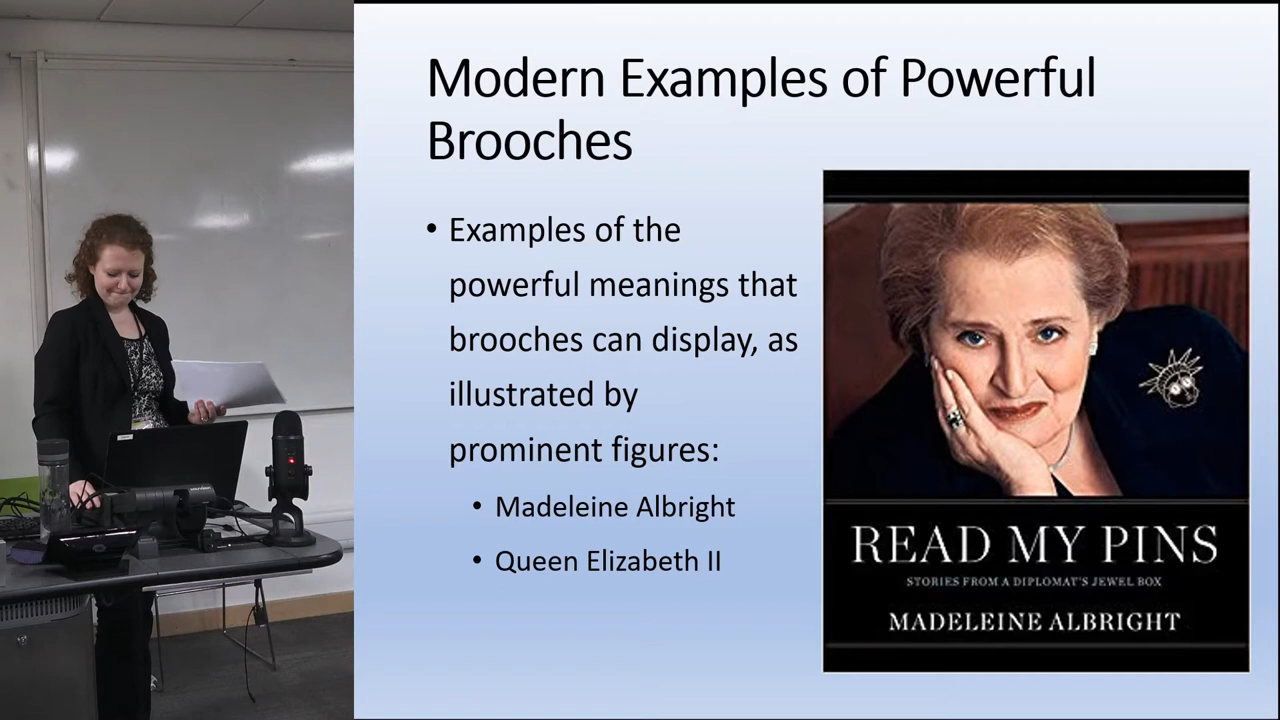 Modern Examples of Powerful
Brooches
• Examples of the
powerful meanings that
brooches can display, as
illustrated by
prominent figures:
• Madeleine Albright
• Queen Elizabeth II
READ MY PINS
STORIES FROM A DIPLOMAT'S JEWEL BOX
MADELEINE ALBRIGHT